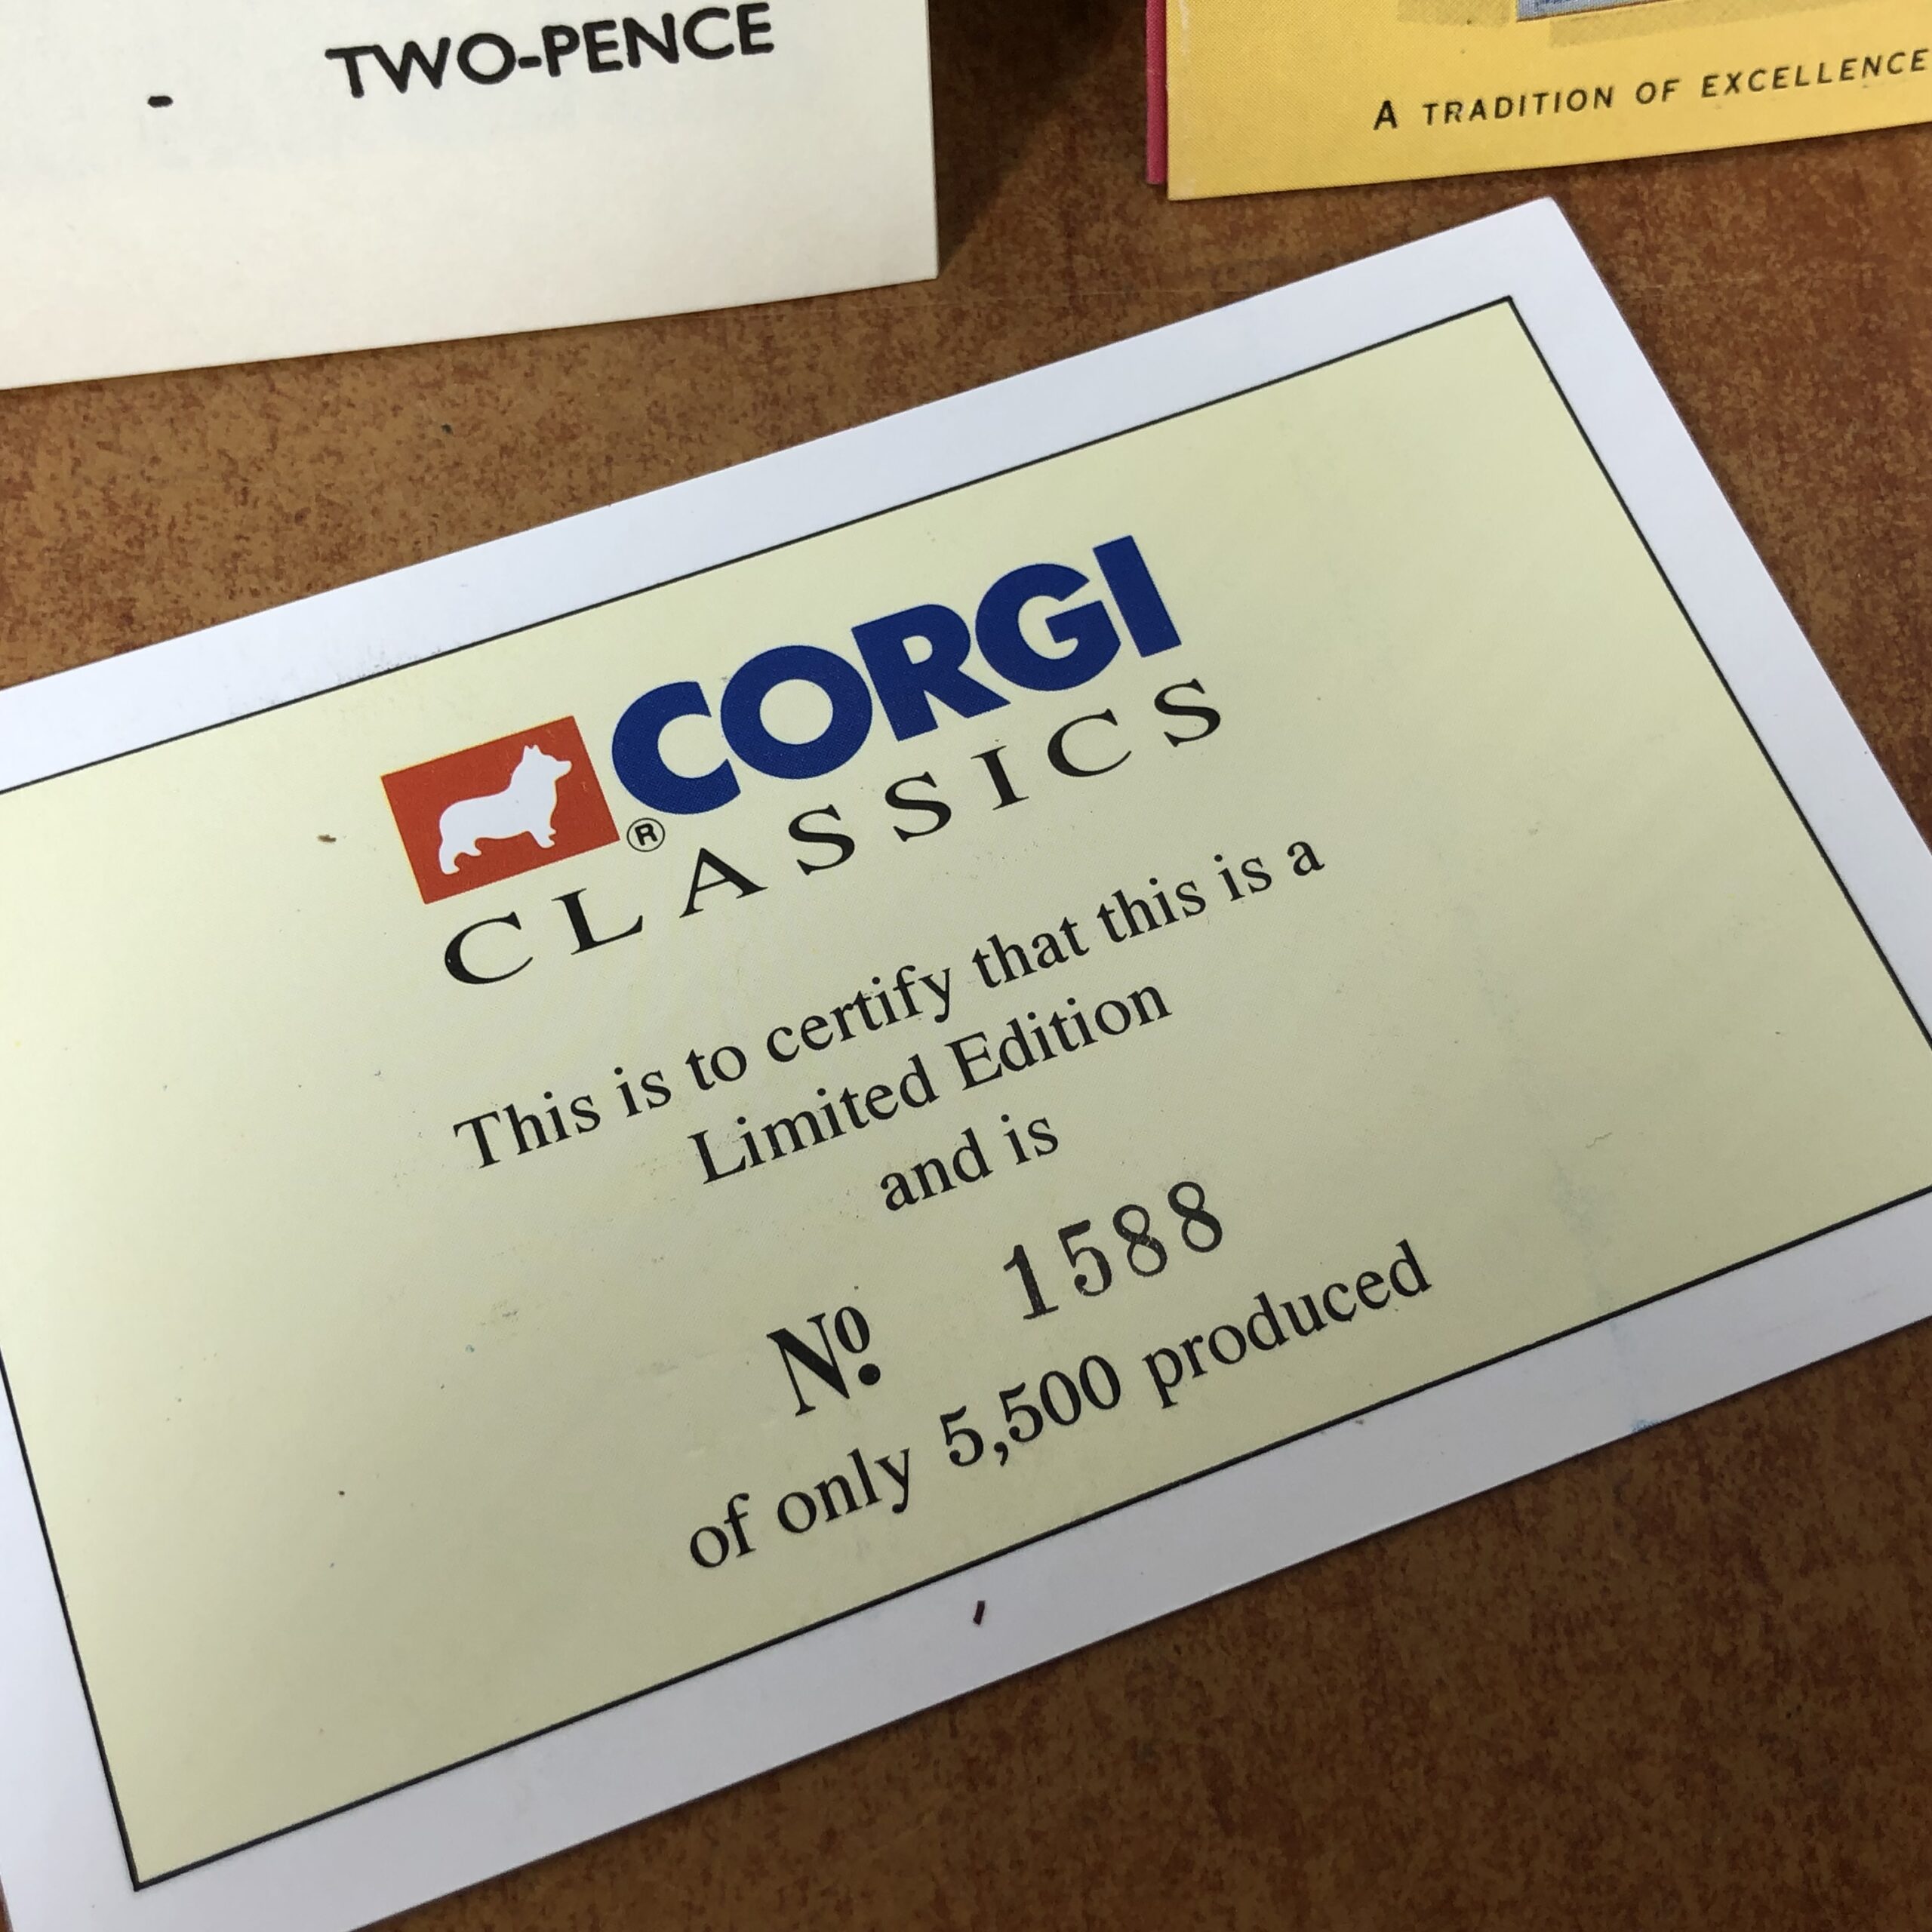 - TWO-PENCE
A TRADITION OF EXCELLENCE
CORGI
®
CLASSICS
This is to certify that this is a
Limited Edition
and is
Nº. 1588
of only 5,500 produced